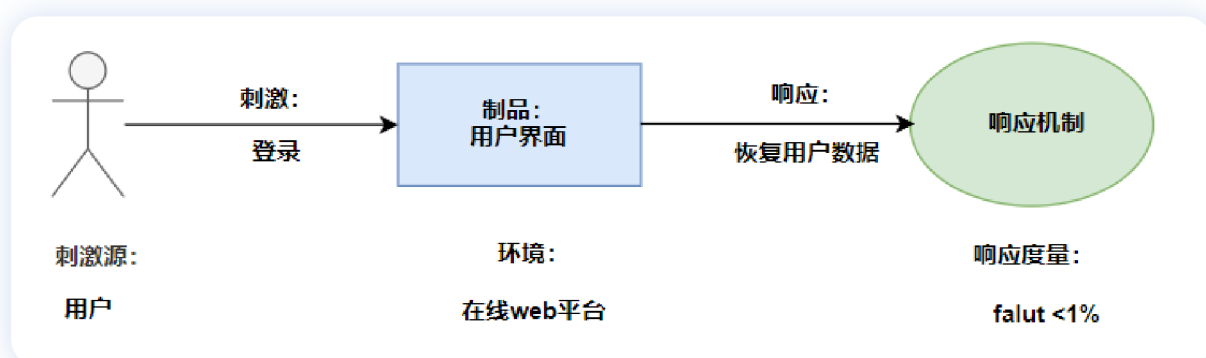 刺激：
登录
制品：
用户界面
响应：
恢复用户数据
响应机制
刺激源：
用户
环境：
在线web平台
响应度量：
falut <1%